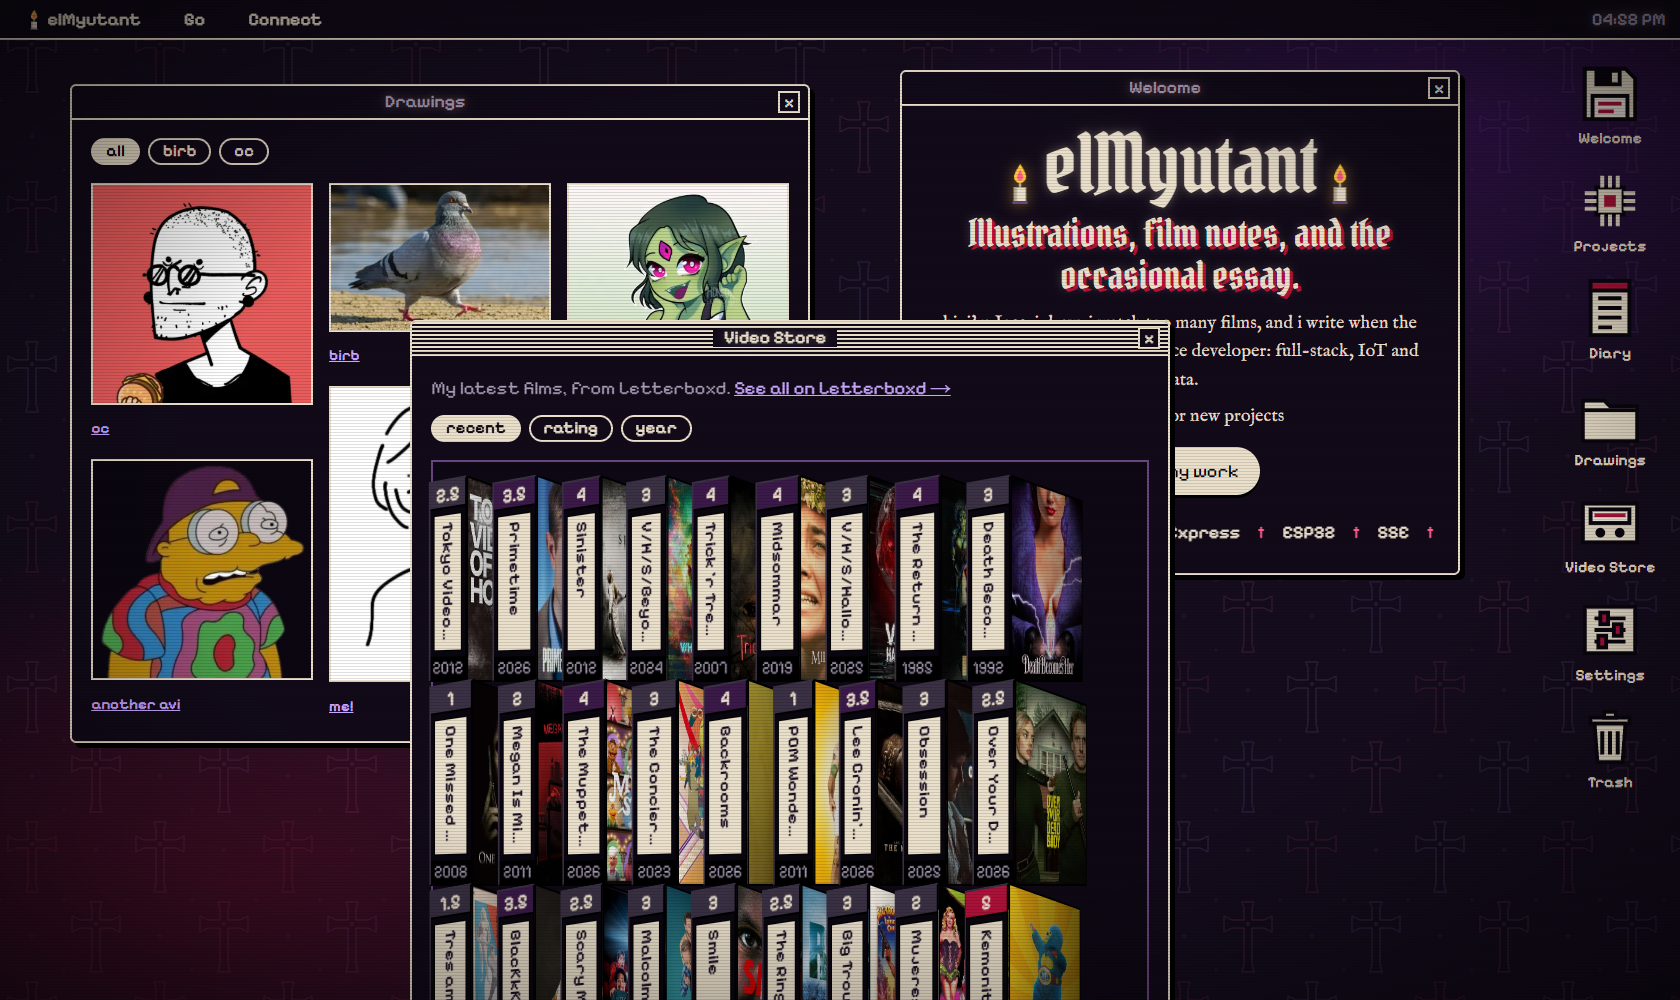 elMyutant Go Connect 04:58 PM
Drawings
all birb oc
oc
birb
another avi
me!
Welcome
elMyutant
Illustrations, film notes, and the
occasional essay.
many films, and i write when the
developer: full-stack, IoT and
or new projects
my work
Express † ESP32 † SSE †
Video Store
My latest films, from Letterboxd. See all on Letterboxd →
recent rating year
2.5 3.5 4 3 4 4 3 4 3
Tokyo Video... Primetime Sinister V/H/S/Beyo... Trick 'r Tre... Midsommar V/H/S/Hallo... The Return ... Death Beco...
2012 2026 2012 2024 2007 2019 2025 1985 1992
1 2 4 3 4 1 3.5 3 2.5
One Missed ... Megan Is Mi... The Muppet... The Concier... Backrooms POM Wonde... Lee Cronin'... Obsession Over Your D...
2008 2011 2026 2023 2026 2011 2026 2025 2026
1.5 3.5 2.5 3 3 2.5 3 2 5
Smile
Welcome
Projects
Diary
Drawings
Video Store
Settings
Trash